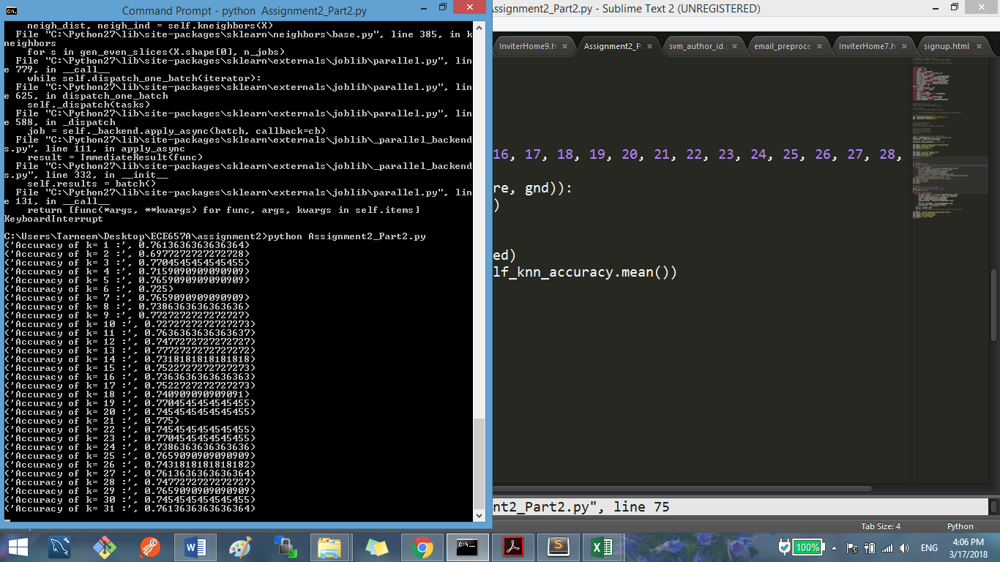 Command Prompt - python  Assignment2_Part2.py
neigh_dist, neigh_ind = self.kneighbors(X)
File "C:\Python27\lib\site-packages\sklearn\neighbors\base.py", line 385, in k
neighbors
for s in gen_even_slices(X.shape[0], n_jobs)
File "C:\Python27\lib\site-packages\sklearn\externals\joblib\parallel.py", lin
e 779, in __call__
while self.dispatch_one_batch(iterator):
File "C:\Python27\lib\site-packages\sklearn\externals\joblib\parallel.py", lin
e 625, in dispatch_one_batch
self._dispatch(tasks)
File "C:\Python27\lib\site-packages\sklearn\externals\joblib\parallel.py", lin
e 588, in _dispatch
job = self._backend.apply_async(batch, callback=cb)
File "C:\Python27\lib\site-packages\sklearn\externals\joblib\_parallel_backend
s.py", line 111, in apply_async
result = ImmediateResult(func)
File "C:\Python27\lib\site-packages\sklearn\externals\joblib\_parallel_backend
s.py", line 332, in __init__
self.results = batch()
File "C:\Python27\lib\site-packages\sklearn\externals\joblib\parallel.py", lin
e 131, in __call__
return [func(*args, **kwargs) for func, args, kwargs in self.items]
KeyboardInterrupt
C:\Users\Tarneem\Desktop\ECE657A\assignment2>python Assignment2_Part2.py
('Accuracy of k= 1 :', 0.7613636363636364)
('Accuracy of k= 2 :', 0.6977272727272728)
('Accuracy of k= 3 :', 0.7704545454545455)
('Accuracy of k= 4 :', 0.7159090909090909)
('Accuracy of k= 5 :', 0.7659090909090909)
('Accuracy of k= 6 :', 0.725)
('Accuracy of k= 7 :', 0.7659090909090909)
('Accuracy of k= 8 :', 0.7386363636363636)
('Accuracy of k= 9 :', 0.7727272727272727)
('Accuracy of k= 10 :', 0.7272727272727273)
('Accuracy of k= 11 :', 0.7636363636363637)
('Accuracy of k= 12 :', 0.7477272727272727)
('Accuracy of k= 13 :', 0.7772727272727272)
('Accuracy of k= 14 :', 0.7318181818181818)
('Accuracy of k= 15 :', 0.7522727272727273)
('Accuracy of k= 16 :', 0.7363636363636363)
('Accuracy of k= 17 :', 0.7522727272727273)
('Accuracy of k= 18 :', 0.740909090909091)
('Accuracy of k= 19 :', 0.7704545454545455)
('Accuracy of k= 20 :', 0.7454545454545455)
('Accuracy of k= 21 :', 0.775)
('Accuracy of k= 22 :', 0.7454545454545455)
('Accuracy of k= 23 :', 0.7704545454545455)
('Accuracy of k= 24 :', 0.7386363636363636)
('Accuracy of k= 25 :', 0.7659090909090909)
('Accuracy of k= 26 :', 0.7431818181818182)
('Accuracy of k= 27 :', 0.7613636363636364)
('Accuracy of k= 28 :', 0.7477272727272727)
('Accuracy of k= 29 :', 0.7659090909090909)
('Accuracy of k= 30 :', 0.7454545454545455)
('Accuracy of k= 31 :', 0.7613636363636364)
ssignment2_Part2.py - Sublime Text 2 (UNREGISTERED)
InviterHome9.h Assignment2_P svm_author_id. email_preproce InviterHome7.h signup.html
16, 17, 18, 19, 20, 21, 22, 23, 24, 25, 26, 27, 28,
re, gnd)):
)
ed)
lf_knn_accuracy.mean())
nt2_Part2.py", line 75
Tab Size: 4 Python
100% ENG 4:06 PM
3/17/2018